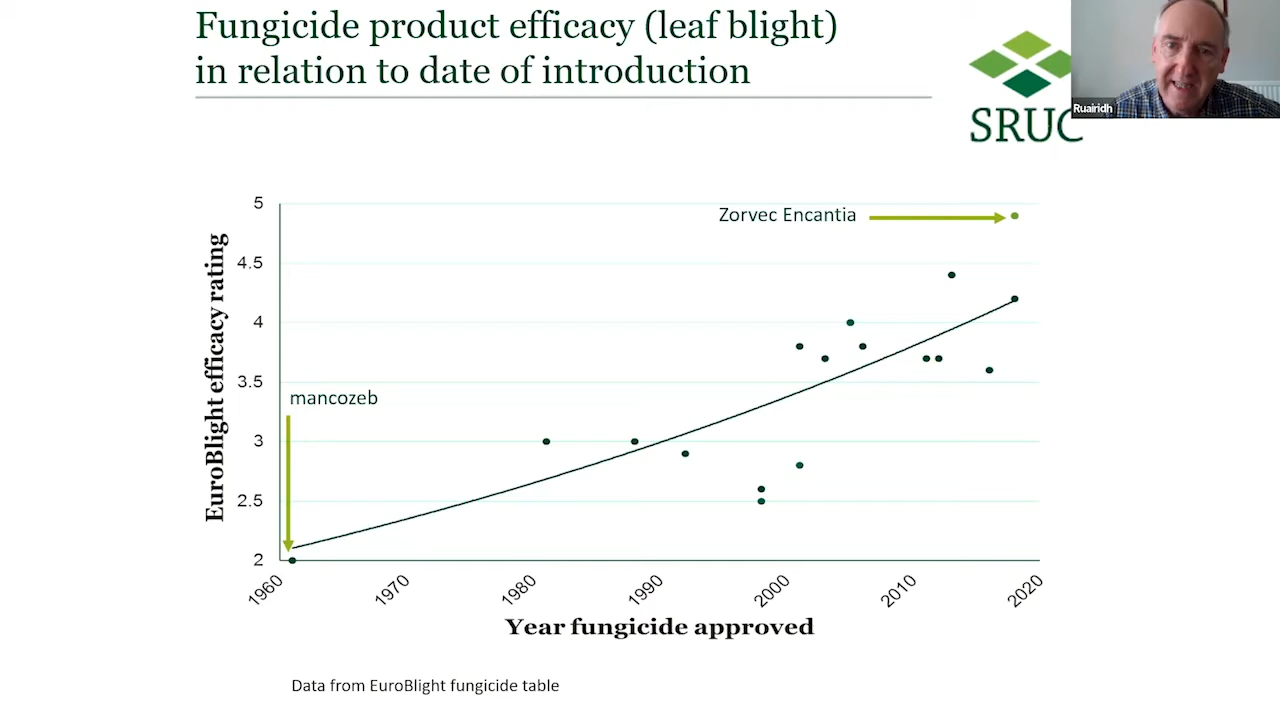 Fungicide product efficacy (leaf blight)
in relation to date of introduction
SRUC
Ruairidh
EuroBlight efficacy rating
5
4.5
4
3.5
3
2.5
2
Zorvec Encantia
mancozeb
1960
1970
1980
1990
2000
2010
2020
Year fungicide approved
Data from EuroBlight fungicide table